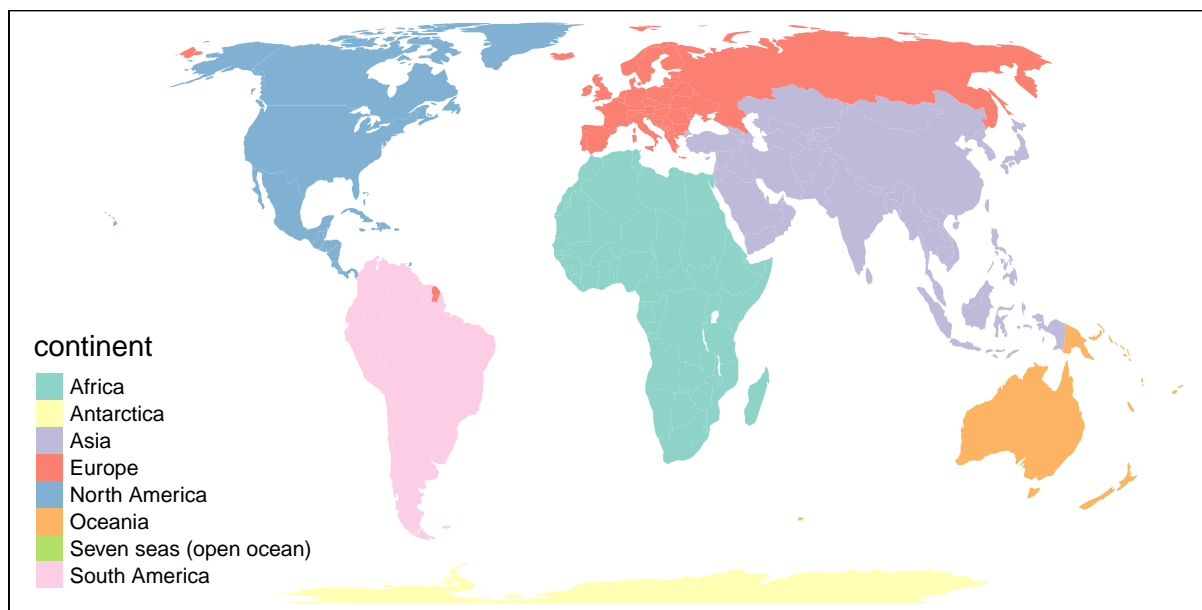 continent
Africa
Antarctica
Asia
Europe
North America
Oceania
Seven seas (open ocean)
South America